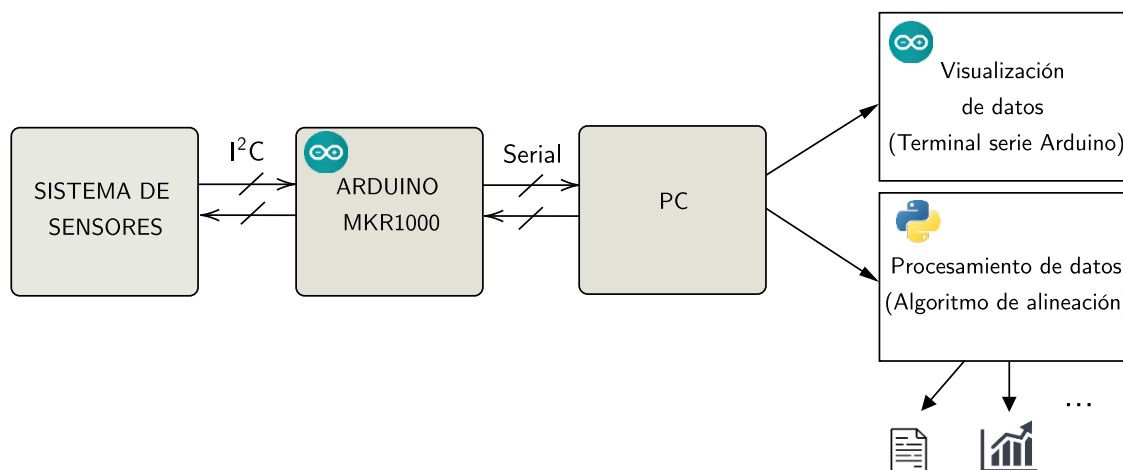 SISTEMA DE
SENSORES
I²C
ARDUINO
MKR1000
Serial
PC
Visualización
de datos
(Terminal serie Arduino)
Procesamiento de datos
(Algoritmo de alineación)
...